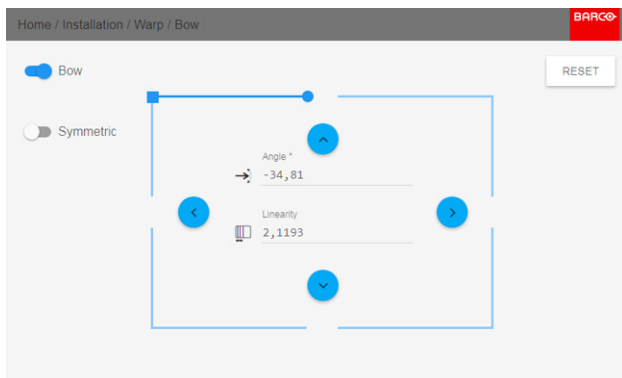 Home / Installation / Warp / Bow
BARCO
Bow
RESET
Symmetric
Angle *
-34,81
Linearity
2,1193